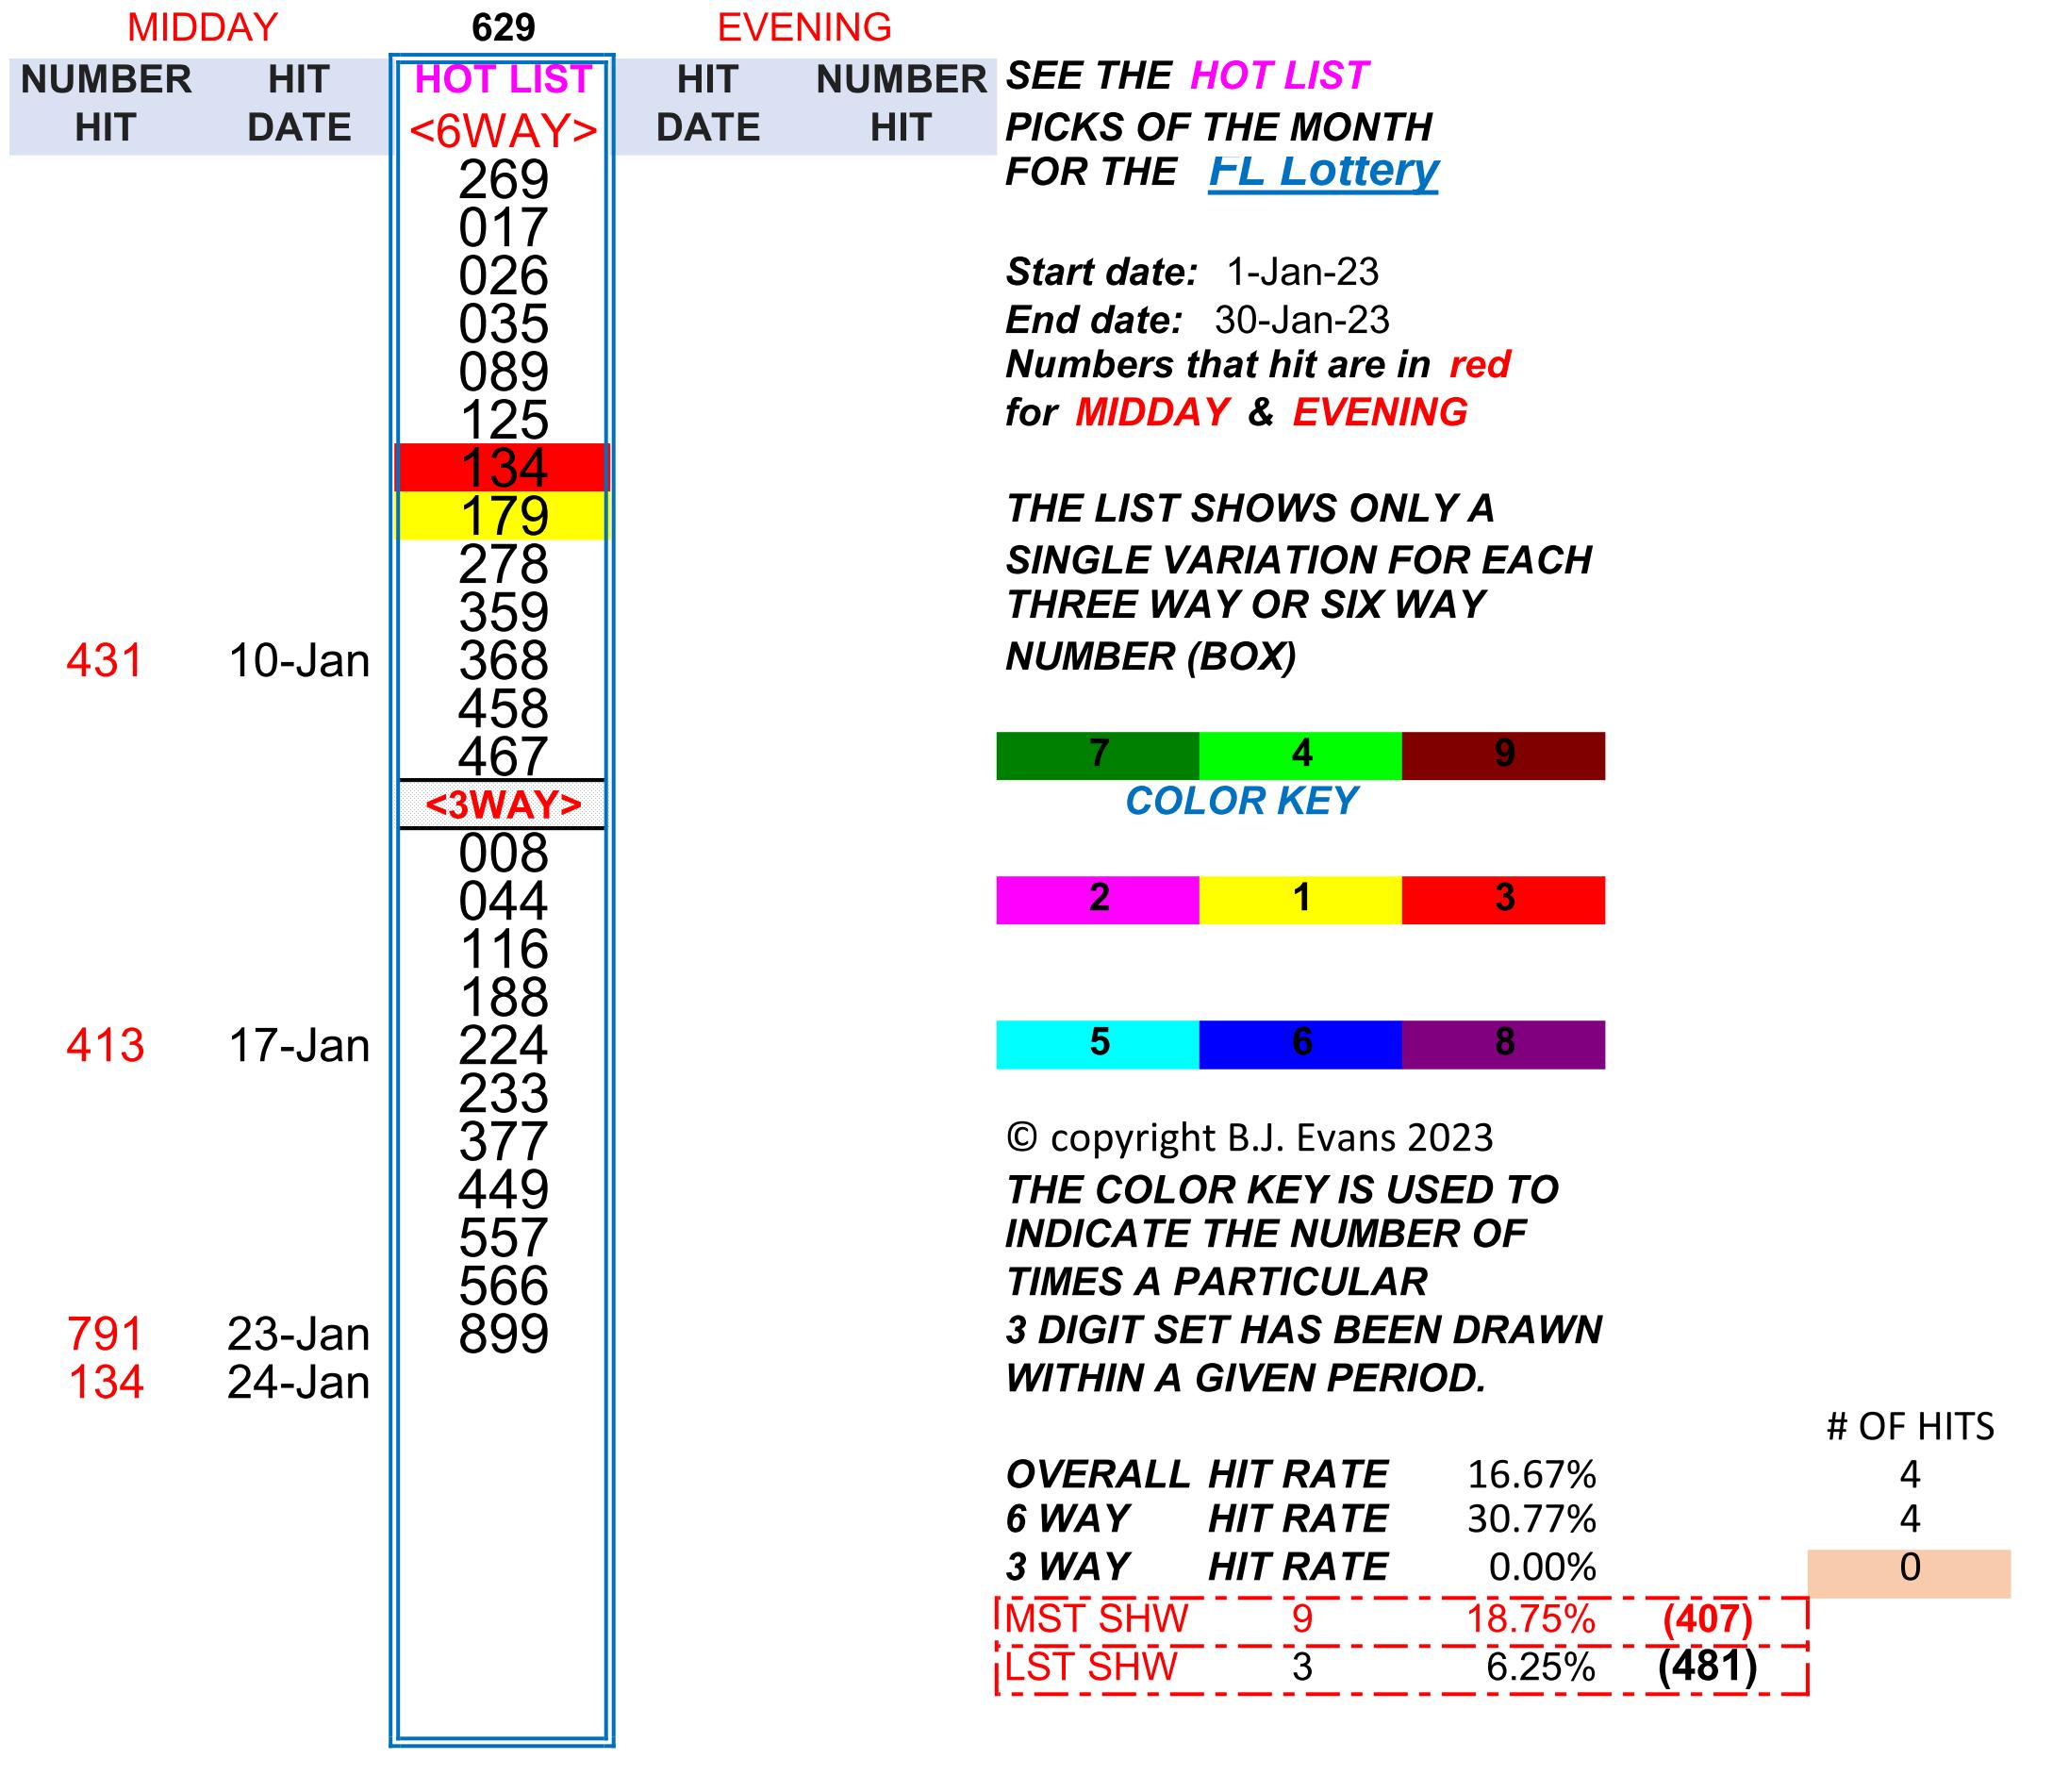 MIDDAY 629 EVENING
NUMBER HIT HOT LIST HIT NUMBER SEE THE HOT LIST
HIT DATE <6WAY> DATE HIT PICKS OF THE MONTH
269 FOR THE FL Lottery
017
026 Start date: 1-Jan-23
035 End date: 30-Jan-23
089 Numbers that hit are in red
125 for MIDDAY & EVENING
134
179 THE LIST SHOWS ONLY A
278 SINGLE VARIATION FOR EACH
359 THREE WAY OR SIX WAY
431 10-Jan 368 NUMBER (BOX)
458
467 7 4 9
<3WAY> COLOR KEY
008
044 2 1 3
116
188
413 17-Jan 224 5 6 8
233
377 © copyright B.J. Evans 2023
449 THE COLOR KEY IS USED TO
557 INDICATE THE NUMBER OF
566 TIMES A PARTICULAR
791 23-Jan 899 3 DIGIT SET HAS BEEN DRAWN
134 24-Jan WITHIN A GIVEN PERIOD.
# OF HITS
OVERALL HIT RATE 16.67% 4
6 WAY HIT RATE 30.77% 4
3 WAY HIT RATE 0.00% 0
MST SHW 9 18.75% (407)
LST SHW 3 6.25% (481)